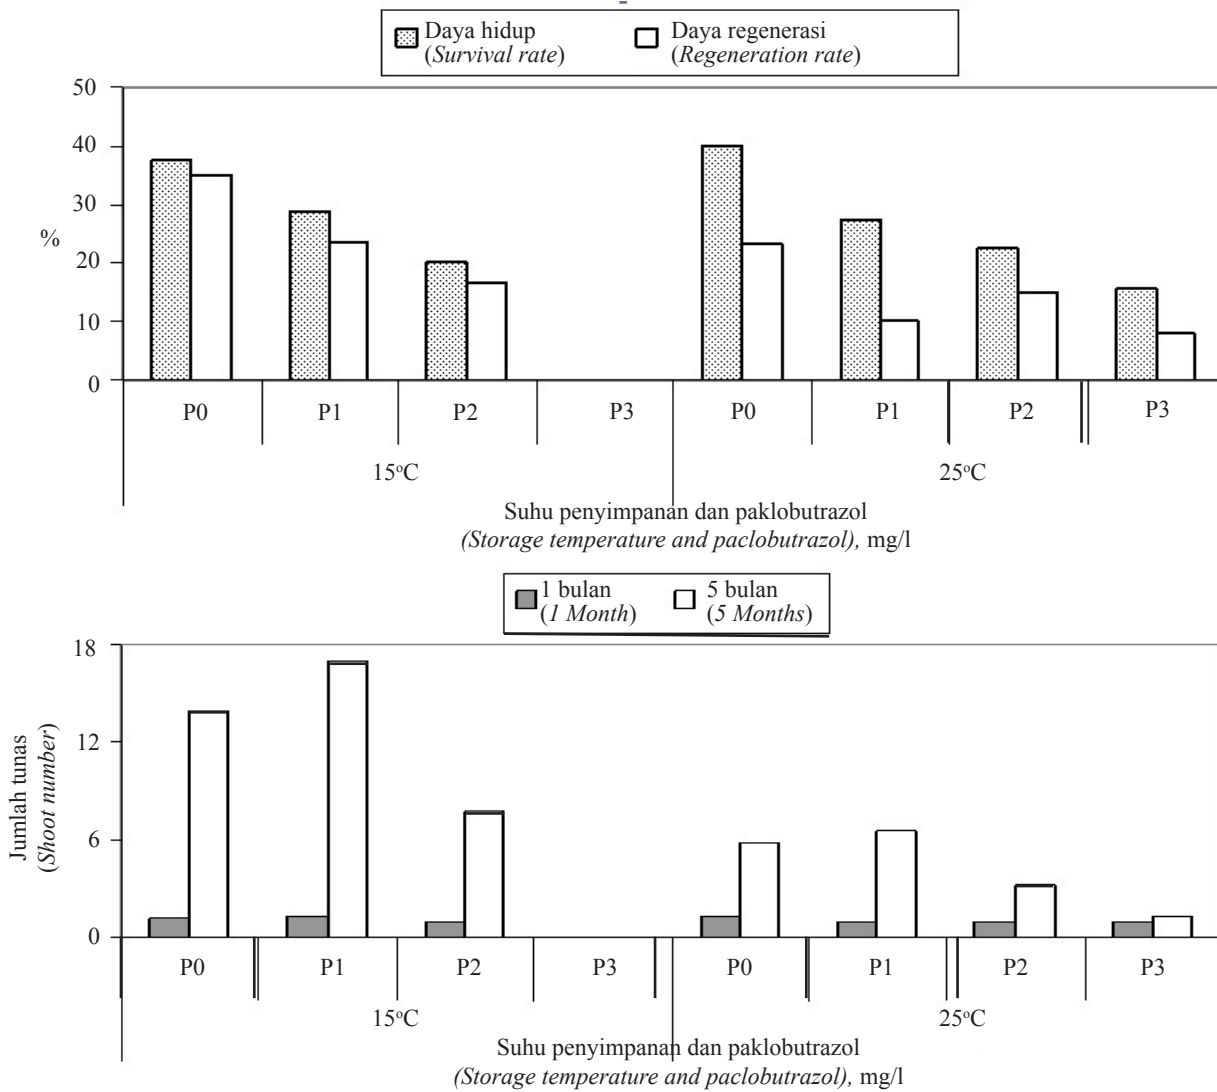 Daya hidup
(Survival rate)
Daya regenerasi
(Regeneration rate)
50
40
30
20
10
0
%
P0 P1 P2 P3 P0 P1 P2 P3
15°C 25°C
Suhu penyimpanan dan paklobutrazol
(Storage temperature and paclobutrazol), mg/l
1 bulan
(1 Month)
5 bulan
(5 Months)
18
12
6
0
Jumlah tunas
(Shoot number)
P0 P1 P2 P3 P0 P1 P2 P3
15°C 25°C
Suhu penyimpanan dan paklobutrazol
(Storage temperature and paclobutrazol), mg/l